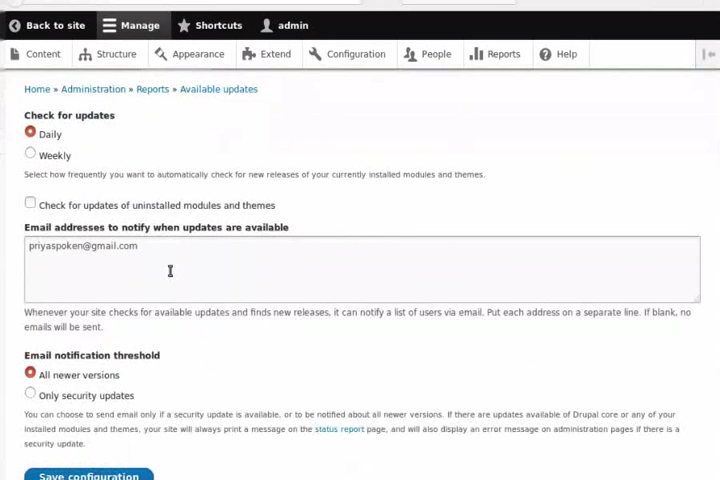 Back to site Manage Shortcuts admin
Content Structure Appearance Extend Configuration People Reports Help
Home » Administration » Reports » Available updates
Check for updates
Daily
Weekly
Select how frequently you want to automatically check for new releases of your currently installed modules and themes.
Check for updates of uninstalled modules and themes
Email addresses to notify when updates are available
priyaspoken@gmail.com
Whenever your site checks for available updates and finds new releases, it can notify a list of users via email. Put each address on a separate line. If blank, no
emails will be sent.
Email notification threshold
All newer versions
Only security updates
You can choose to send email only if a security update is available, or to be notified about all newer versions. If there are updates available of Drupal core or any of your
installed modules and themes, your site will always print a message on the status report page, and will also display an error message on administration pages if there is a
security update.
Save configuration